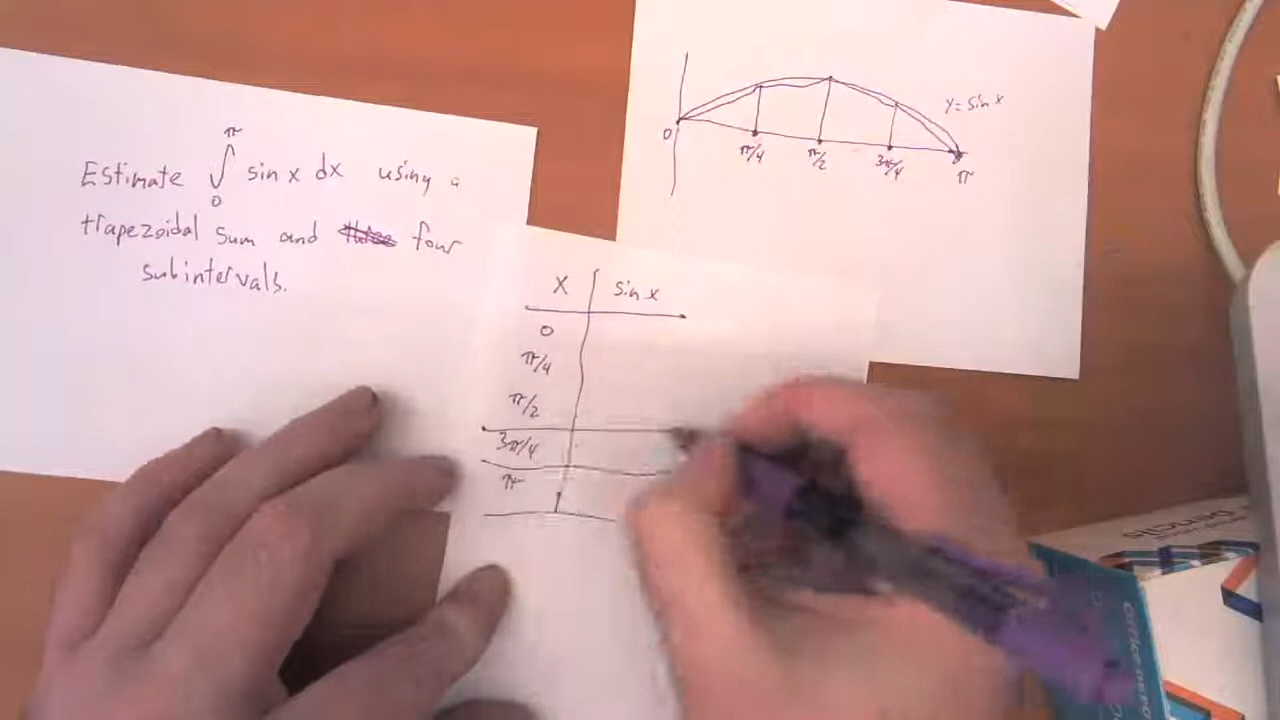 Estimate ∫ π 0 sin x dx using a
trapezoidal sum and four
subintervals.
y = sin x
0 π/4 π/2 3π/4 π
x sin x
0
π/4
π/2
3π/4
π
pencils